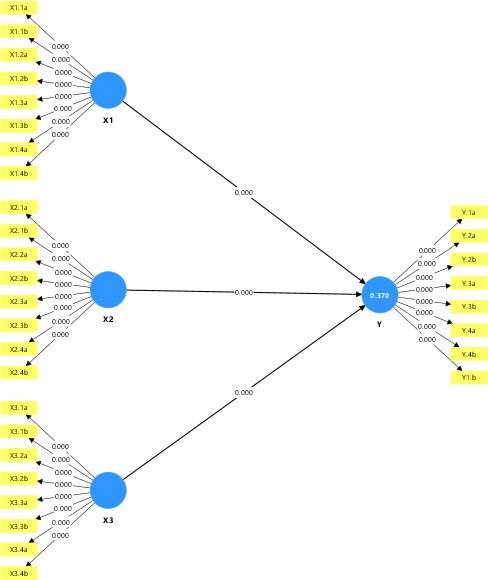 X1.1a
X1.1b
X1.2a
X1.2b
X1.3a
X1.3b
X1.4a
X1.4b
0.000
0.000
0.000
0.000
0.000
0.000
0.000
0.000
X1
0.000
X2.1a
X2.1b
X2.2a
X2.2b
X2.3a
X2.3b
X2.4a
X2.4b
0.000
0.000
0.000
0.000
0.000
0.000
0.000
0.000
X2
0.000
X3.1a
X3.1b
X3.2a
X3.2b
X3.3a
X3.3b
X3.4a
X3.4b
0.000
0.000
0.000
0.000
0.000
0.000
0.000
0.000
X3
0.000
0.370
Y
0.000
0.000
0.000
0.000
0.000
0.000
0.000
0.000
Y.1a
Y.2a
Y.2b
Y.3a
Y.3b
Y.4a
Y.4b
Y1.b